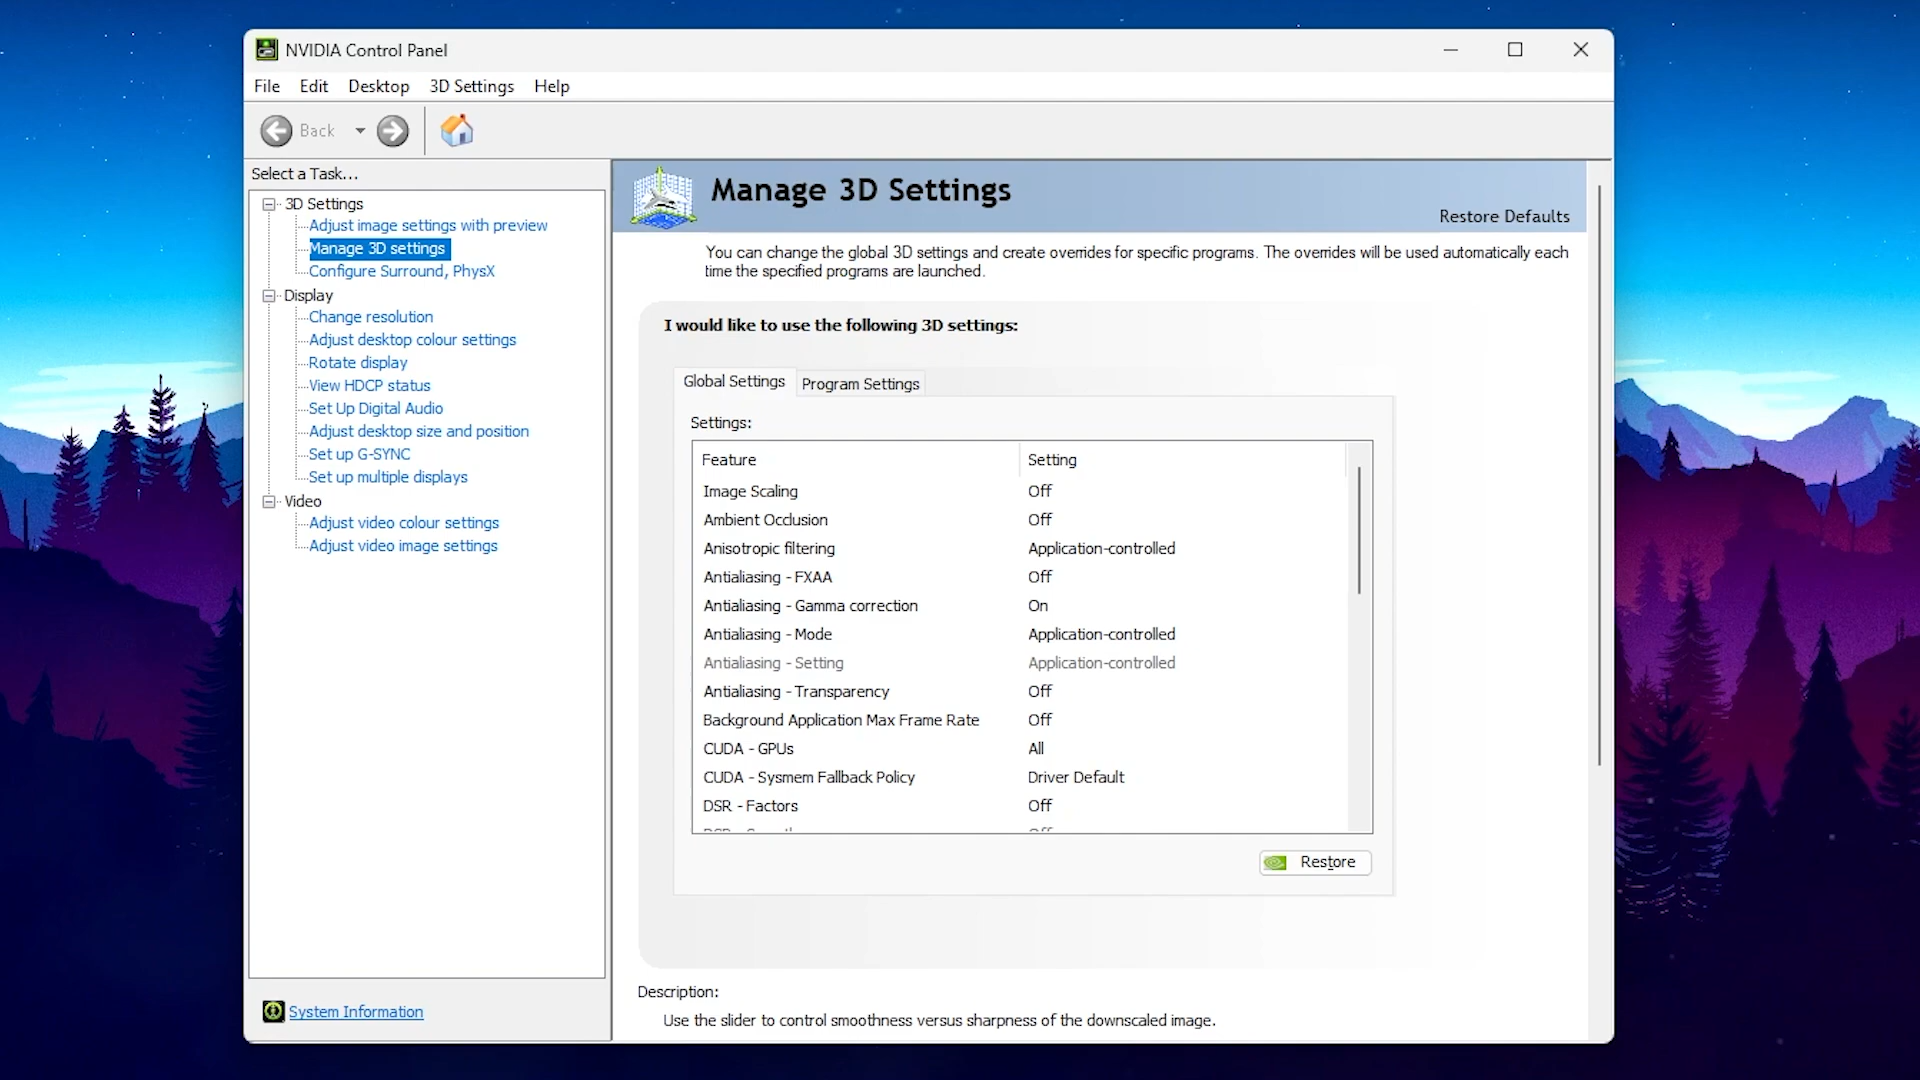 NVIDIA Control Panel
File Edit Desktop 3D Settings Help
Back
Select a Task...
3D Settings
Adjust image settings with preview
Manage 3D settings
Configure Surround, PhysX
Display
Change resolution
Adjust desktop colour settings
Rotate display
View HDCP status
Set Up Digital Audio
Adjust desktop size and position
Set up G-SYNC
Set up multiple displays
Video
Adjust video colour settings
Adjust video image settings
System Information
Manage 3D Settings
Restore Defaults
You can change the global 3D settings and create overrides for specific programs. The overrides will be used automatically each
time the specified programs are launched.
I would like to use the following 3D settings:
Global Settings Program Settings
Settings:
Feature Setting
Image Scaling Off
Ambient Occlusion Off
Anisotropic filtering Application-controlled
Antialiasing - FXAA Off
Antialiasing - Gamma correction On
Antialiasing - Mode Application-controlled
Antialiasing - Setting Application-controlled
Antialiasing - Transparency Off
Background Application Max Frame Rate Off
CUDA - GPUs All
CUDA - Sysmem Fallback Policy Driver Default
DSR - Factors Off
Restore
Description:
Use the slider to control smoothness versus sharpness of the downscaled image.